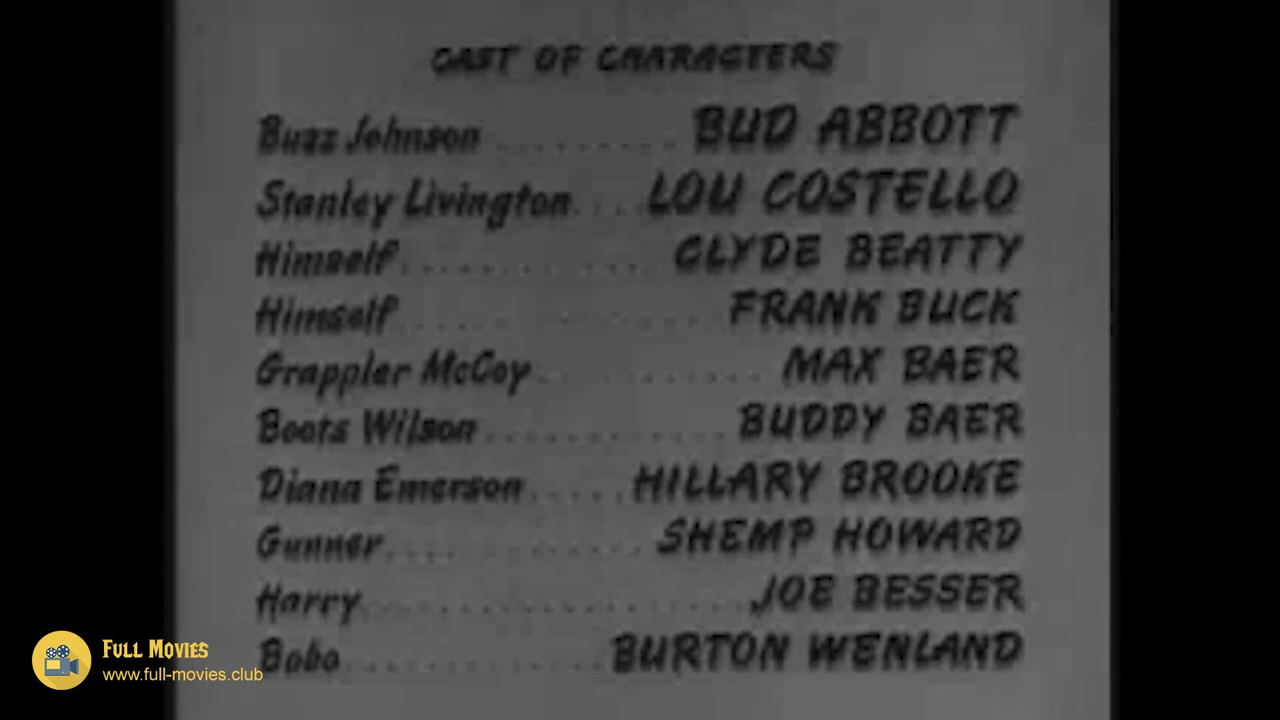 CAST OF CHARACTERS
Buzz Johnson . . . . . . . . . . BUD ABBOTT
Stanley Livington . . . . LOU COSTELLO
Himself . . . . . . . . . . . . . CLYDE BEATTY
Himself . . . . . . . . . . . . . . . FRANK BUCK
Grappler McCoy . . . . . . . . . . . MAX BAER
Boots Wilson . . . . . . . . . . . . BUDDY BAER
Diana Emerson . . . . . HILLARY BROOKE
Gunner . . . . . . . . . . . . . SHEMP HOWARD
Harry . . . . . . . . . . . . . . . . . . JOE BESSER
Bobo . . . . . . . . . . . . . BURTON WENLAND
FULL MOVIES
www.full-movies.club